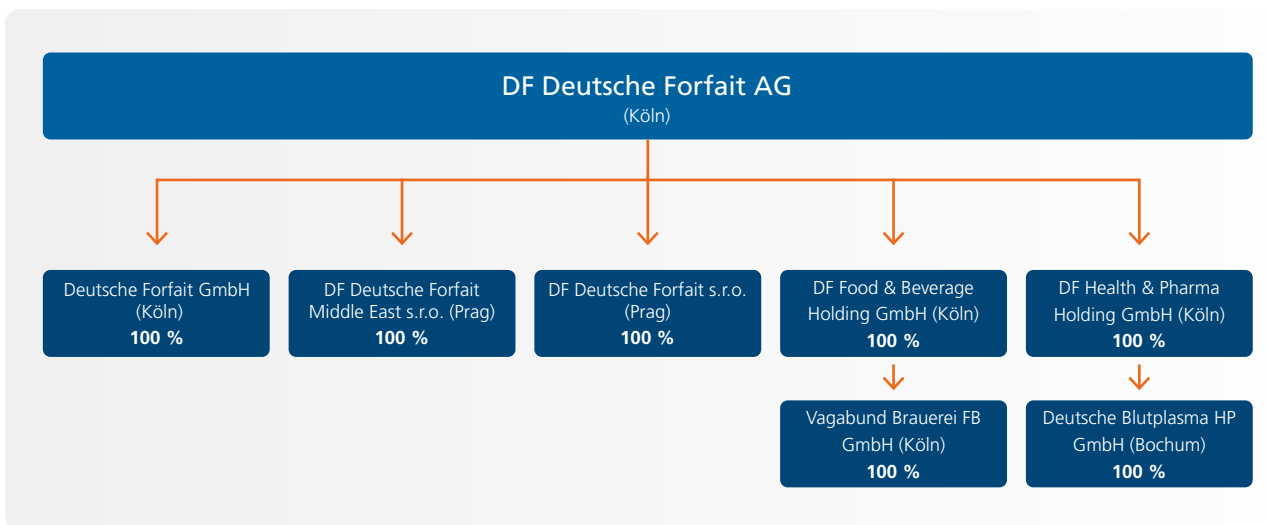 DF Deutsche Forfait AG
(Köln)
Deutsche Forfait GmbH
(Köln)
100 %
DF Deutsche Forfait
Middle East s.r.o. (Prag)
100 %
DF Deutsche Forfait s.r.o.
(Prag)
100 %
DF Food & Beverage
Holding GmbH (Köln)
100 %
DF Health & Pharma
Holding GmbH (Köln)
100 %
Vagabund Brauerei FB
GmbH (Köln)
100 %
Deutsche Blutplasma HP
GmbH (Bochum)
100 %